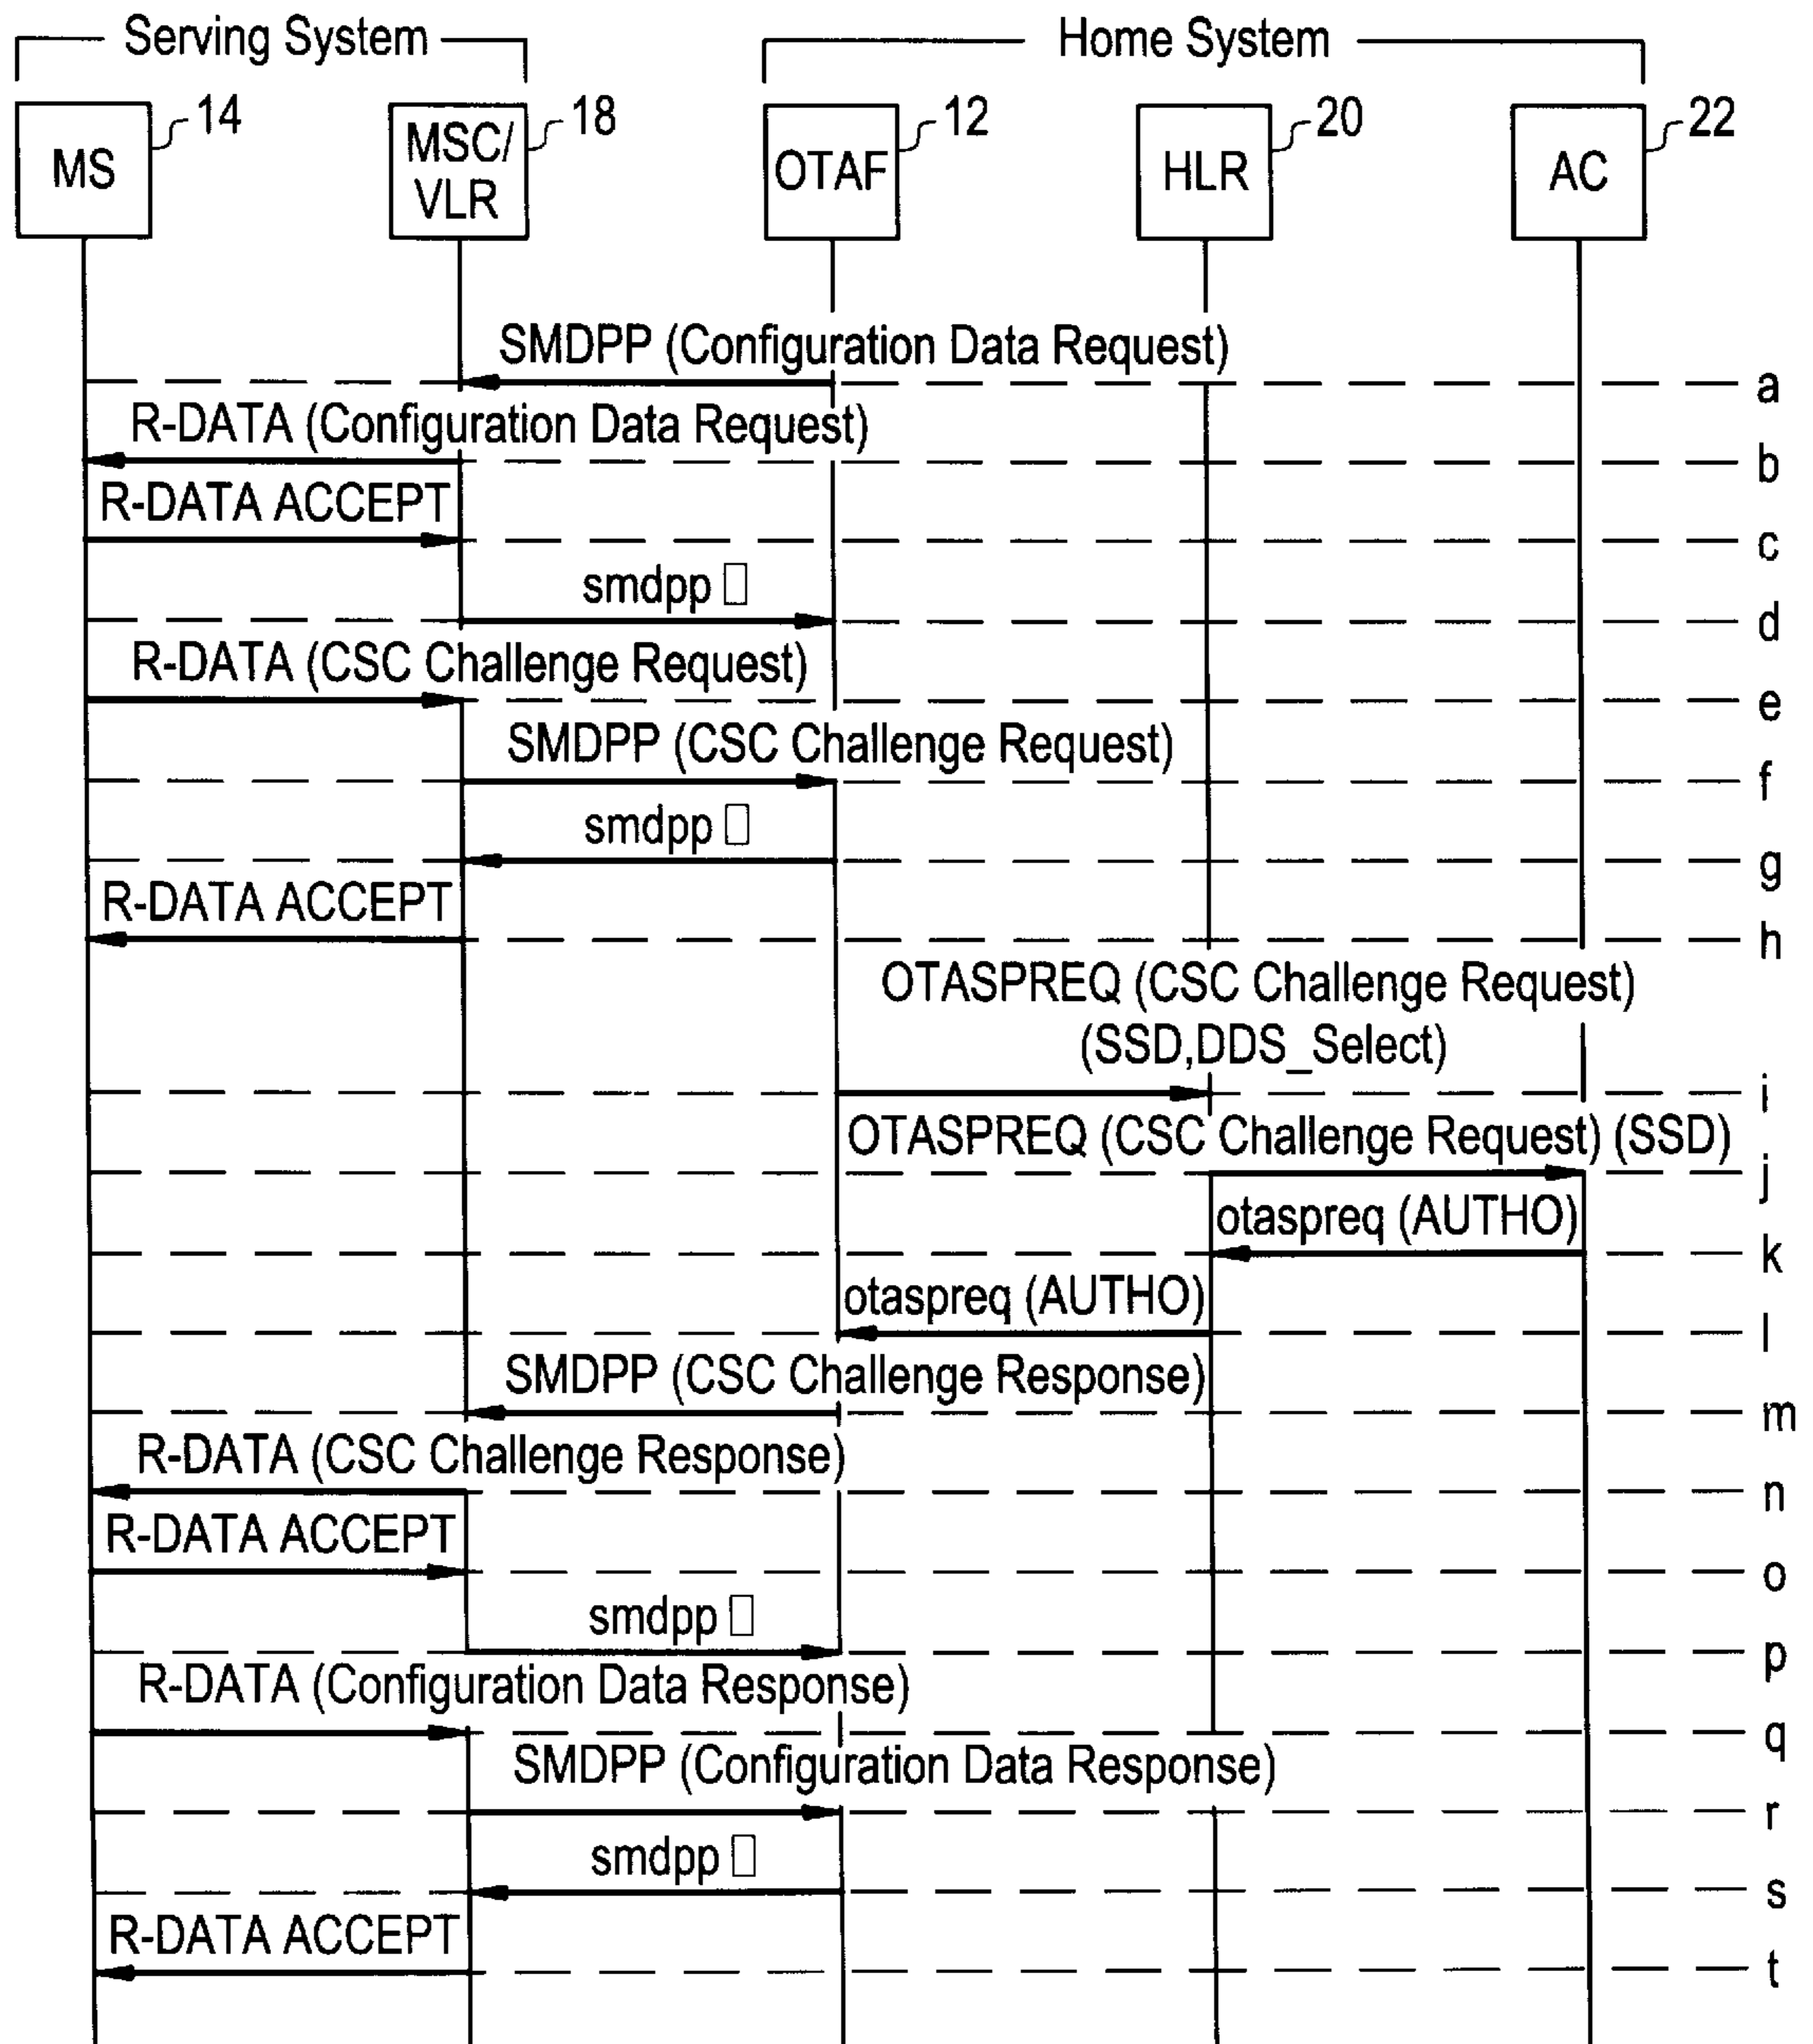 Serving System
Home System
MS
14
MSC/
VLR
18
OTAF
12
HLR
20
AC
22
SMDPP (Configuration Data Request)
a
R-DATA (Configuration Data Request)
b
R-DATA ACCEPT
c
smdpp []
d
R-DATA (CSC Challenge Request)
e
SMDPP (CSC Challenge Request)
f
smdpp []
g
R-DATA ACCEPT
h
OTASPREQ (CSC Challenge Request)
(SSD,DDS_Select)
i
OTASPREQ (CSC Challenge Request) (SSD)
j
otaspreq (AUTHO)
k
otaspreq (AUTHO)
l
SMDPP (CSC Challenge Response)
m
R-DATA (CSC Challenge Response)
n
R-DATA ACCEPT
o
smdpp []
p
R-DATA (Configuration Data Response)
q
SMDPP (Configuration Data Response)
r
smdpp []
s
R-DATA ACCEPT
t